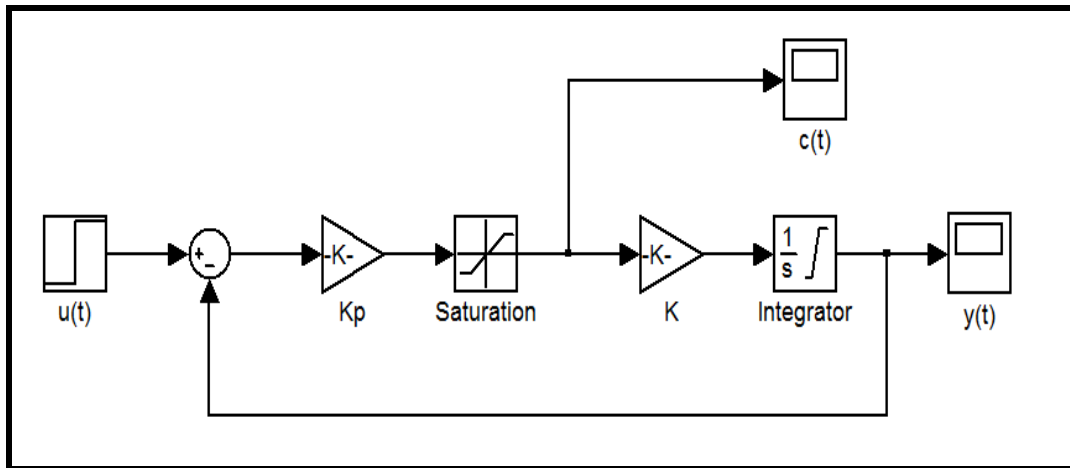 c(t)
u(t)
+
-
-K-
Kp
Saturation
-K-
K
1
s
Integrator
y(t)